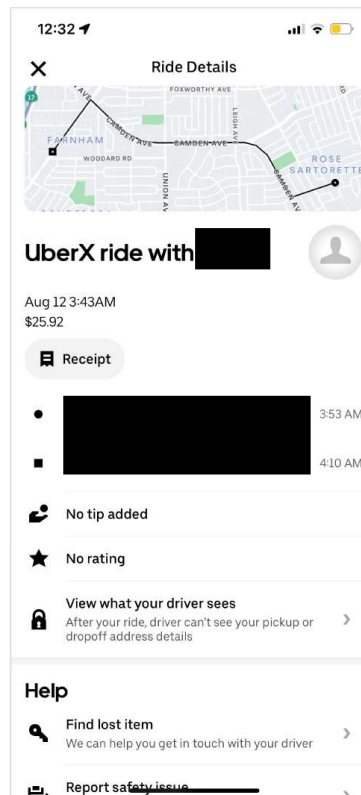 12:32
Ride Details
17
AVE
FOXWORTHY AVE
LEIGH AV
FARNHAM
CAMDEN AVE
CAMDEN AVE
WOODARD RD
UNION AV
CAMDEN AV
ROSE
SARTORETTE
UberX ride with
Aug 12 3:43AM
$25.92
Receipt
3:53 AM
4:10 AM
No tip added
No rating
View what your driver sees
After your ride, driver can't see your pickup or
dropoff address details
Help
Find lost item
We can help you get in touch with your driver
Report safety issue